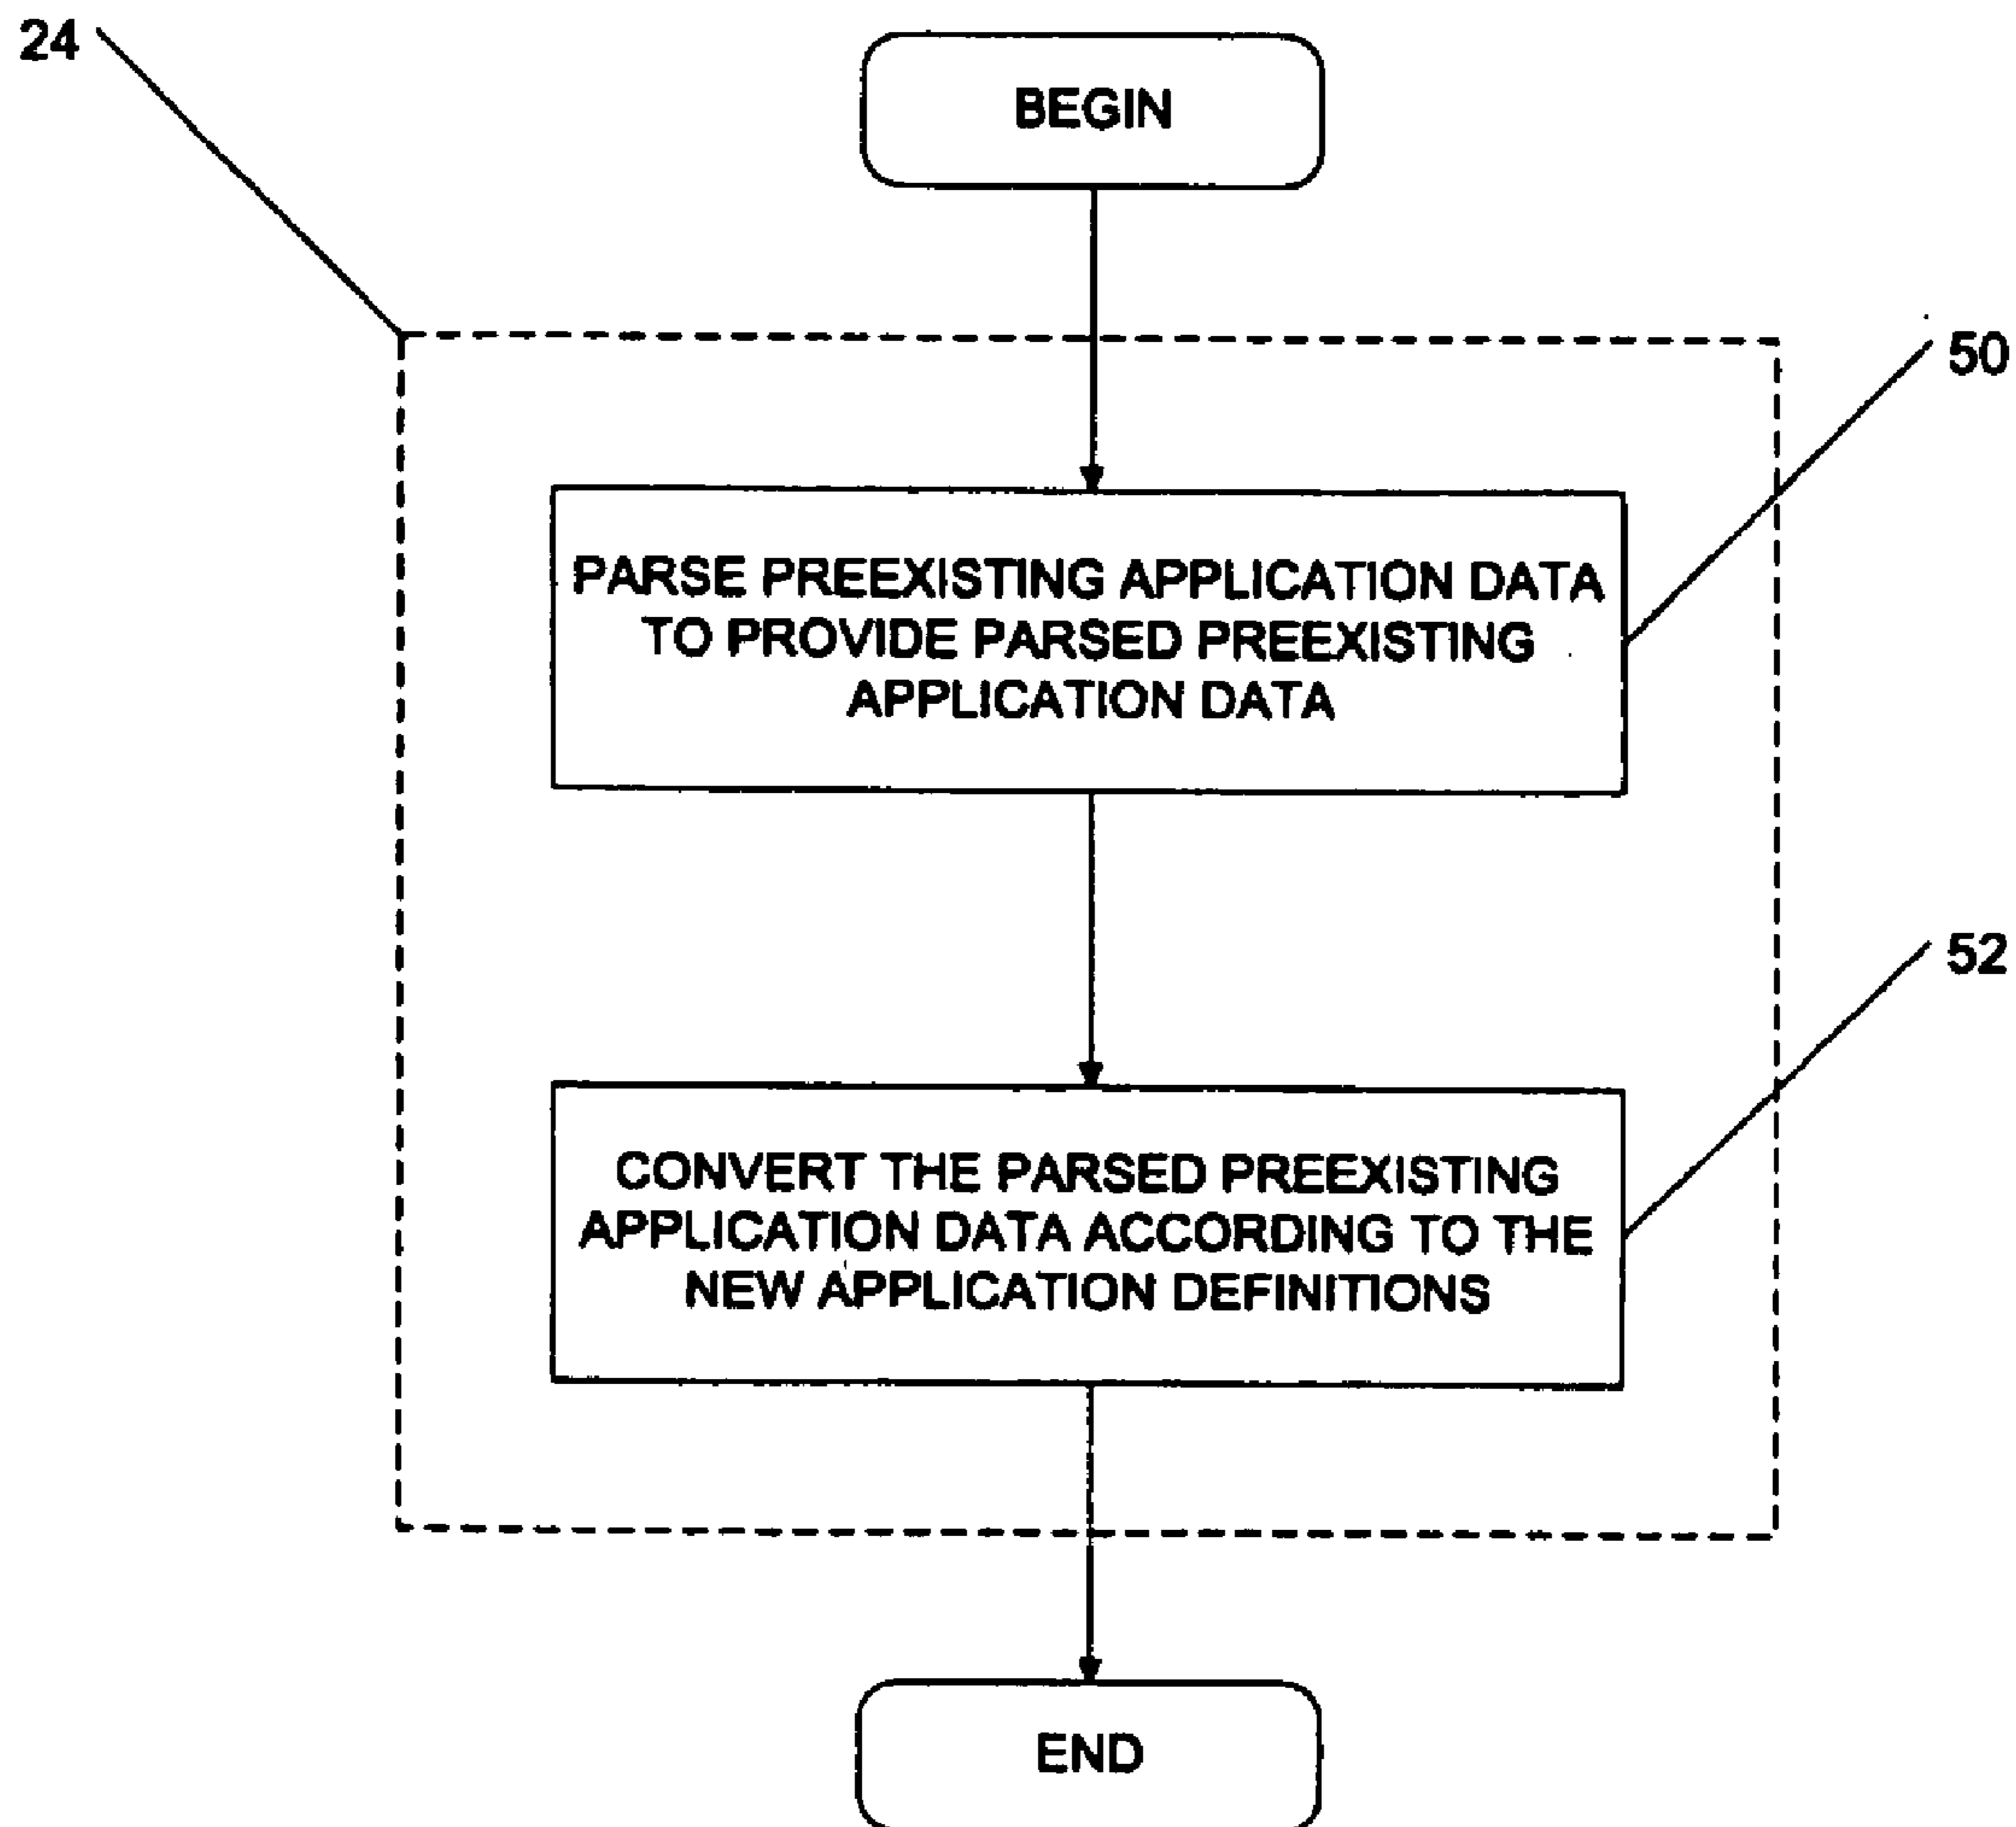 24
BEGIN
50
PARSE PREEXISTING APPLICATION DATA
TO PROVIDE PARSED PREEXISTING
APPLICATION DATA
52
CONVERT THE PARSED PREEXISTING
APPLICATION DATA ACCORDING TO THE
NEW APPLICATION DEFINITIONS
END